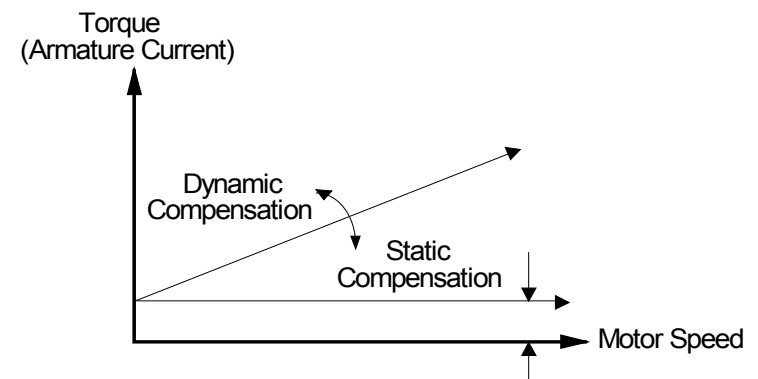 Torque
(Armature Current)
Dynamic
Compensation
Static
Compensation
Motor Speed